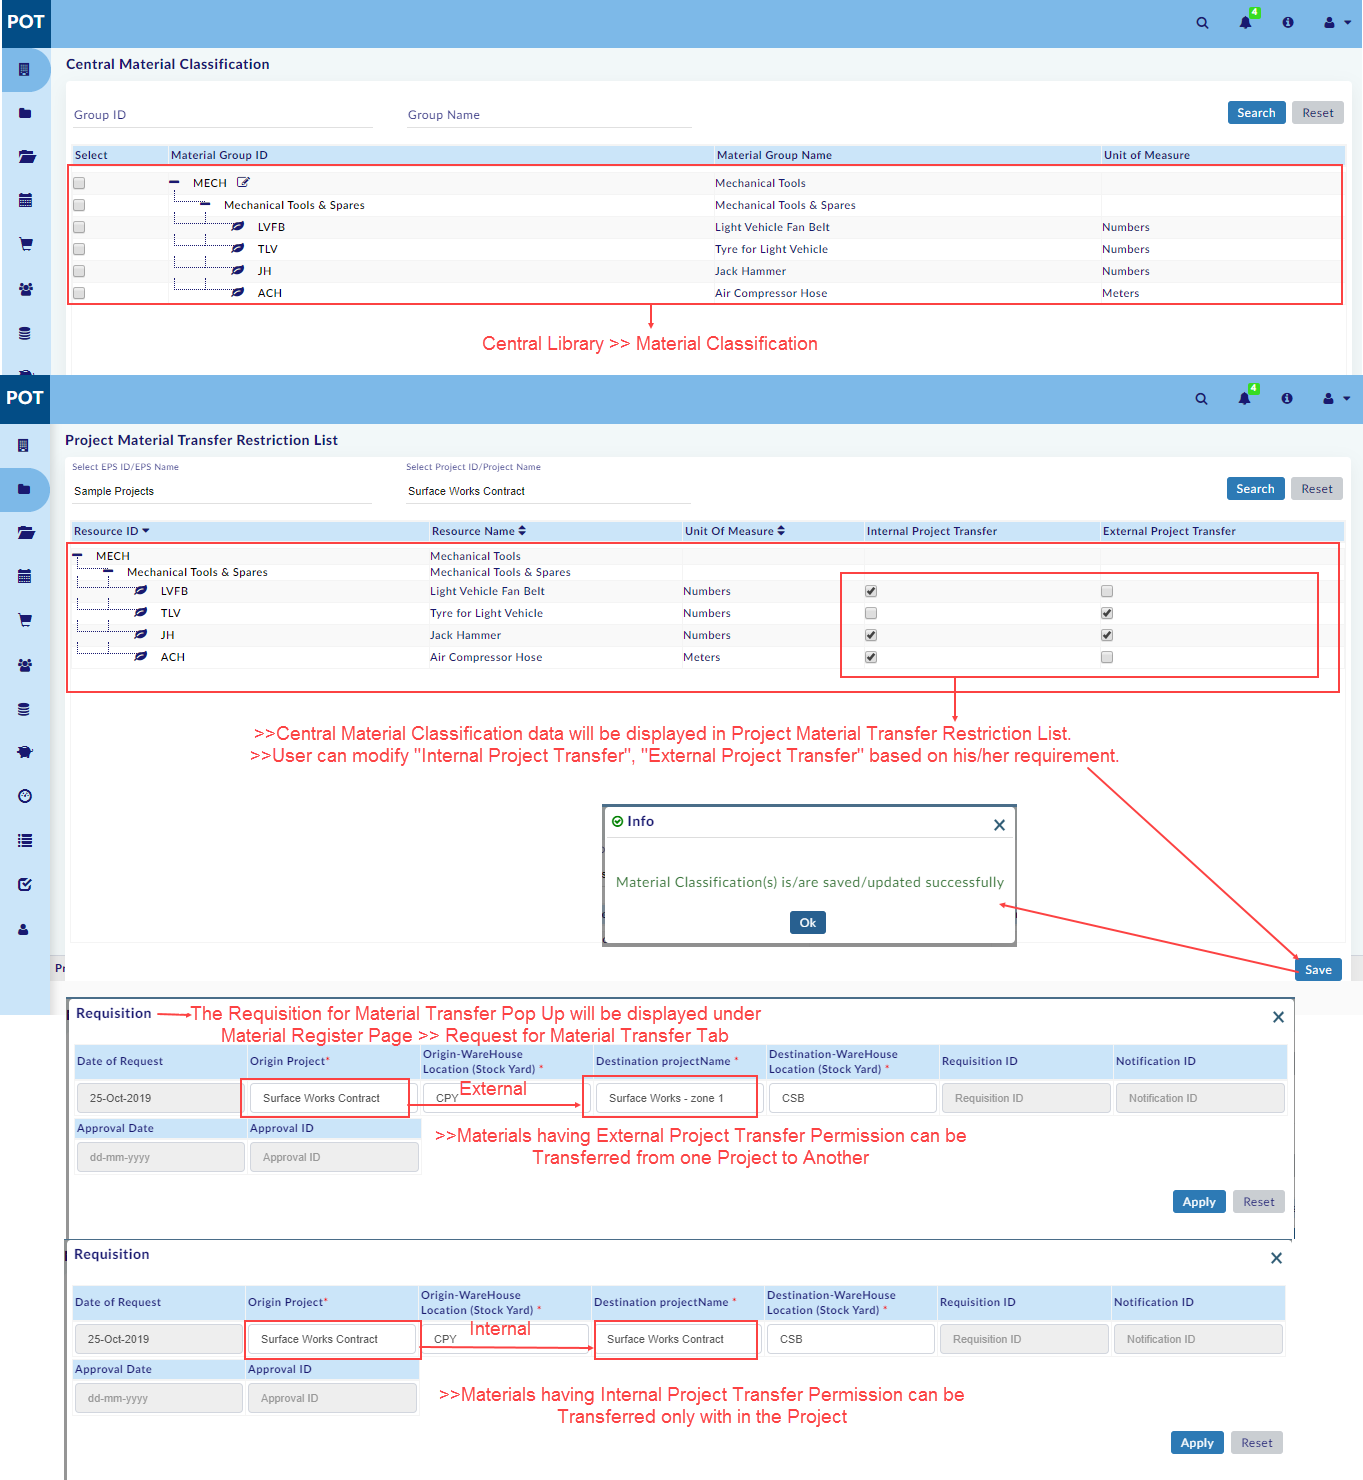 POT
4
Central Material Classification
Group ID
Group Name
Search
Reset
Select
Material Group ID
Material Group Name
Unit of Measure
MECH
Mechanical Tools
Mechanical Tools & Spares
Mechanical Tools & Spares
LVFB
Light Vehicle Fan Belt
Numbers
TLV
Tyre for Light Vehicle
Numbers
JH
Jack Hammer
Numbers
ACH
Air Compressor Hose
Meters
Central Library >> Material Classification
POT
4
Project Material Transfer Restriction List
Select EPS ID/EPS Name
Select Project ID/Project Name
Sample Projects
Surface Works Contract
Search
Reset
Resource ID
Resource Name
Unit Of Measure
Internal Project Transfer
External Project Transfer
MECH
Mechanical Tools
Mechanical Tools & Spares
Mechanical Tools & Spares
LVFB
Light Vehicle Fan Belt
Numbers
TLV
Tyre for Light Vehicle
Numbers
JH
Jack Hammer
Numbers
ACH
Air Compressor Hose
Meters
>>Central Material Classification data will be displayed in Project Material Transfer Restriction List.
>>User can modify "Internal Project Transfer", "External Project Transfer" based on his/her requirement.
Info
Material Classification(s) is/are saved/updated successfully
Ok
Save
Requisition
The Requisition for Material Transfer Pop Up will be displayed under
Material Register Page >> Request for Material Transfer Tab
Date of Request
Origin Project*
Origin-WareHouse
Location (Stock Yard) *
Destination projectName *
Destination-WareHouse
Location (Stock Yard) *
Requisition ID
Notification ID
25-Oct-2019
Surface Works Contract
CPY
External
Surface Works - zone 1
CSB
Requisition ID
Notification ID
Approval Date
Approval ID
dd-mm-yyyy
Approval ID
>>Materials having External Project Transfer Permission can be
Transferred from one Project to Another
Apply
Reset
Requisition
Date of Request
Origin Project*
Origin-WareHouse
Location (Stock Yard) *
Destination projectName *
Destination-WareHouse
Location (Stock Yard) *
Requisition ID
Notification ID
25-Oct-2019
Surface Works Contract
CPY
Internal
Surface Works Contract
CSB
Requisition ID
Notification ID
Approval Date
Approval ID
dd-mm-yyyy
Approval ID
>>Materials having Internal Project Transfer Permission can be
Transferred only with in the Project
Apply
Reset